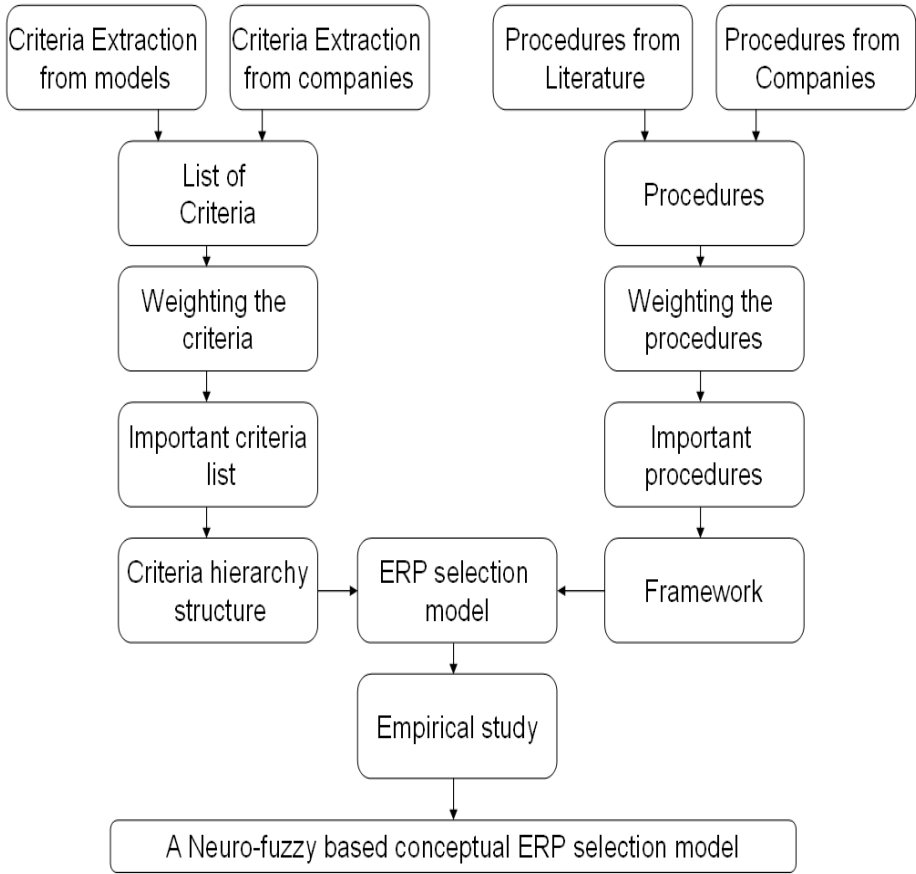 Criteria Extraction
from models
Criteria Extraction
from companies
Procedures from
Literature
Procedures from
Companies
List of
Criteria
Procedures
Weighting the
criteria
Weighting the
procedures
Important criteria
list
Important
procedures
Criteria hierarchy
structure
ERP selection
model
Framework
Empirical study
A Neuro-fuzzy based conceptual ERP selection model